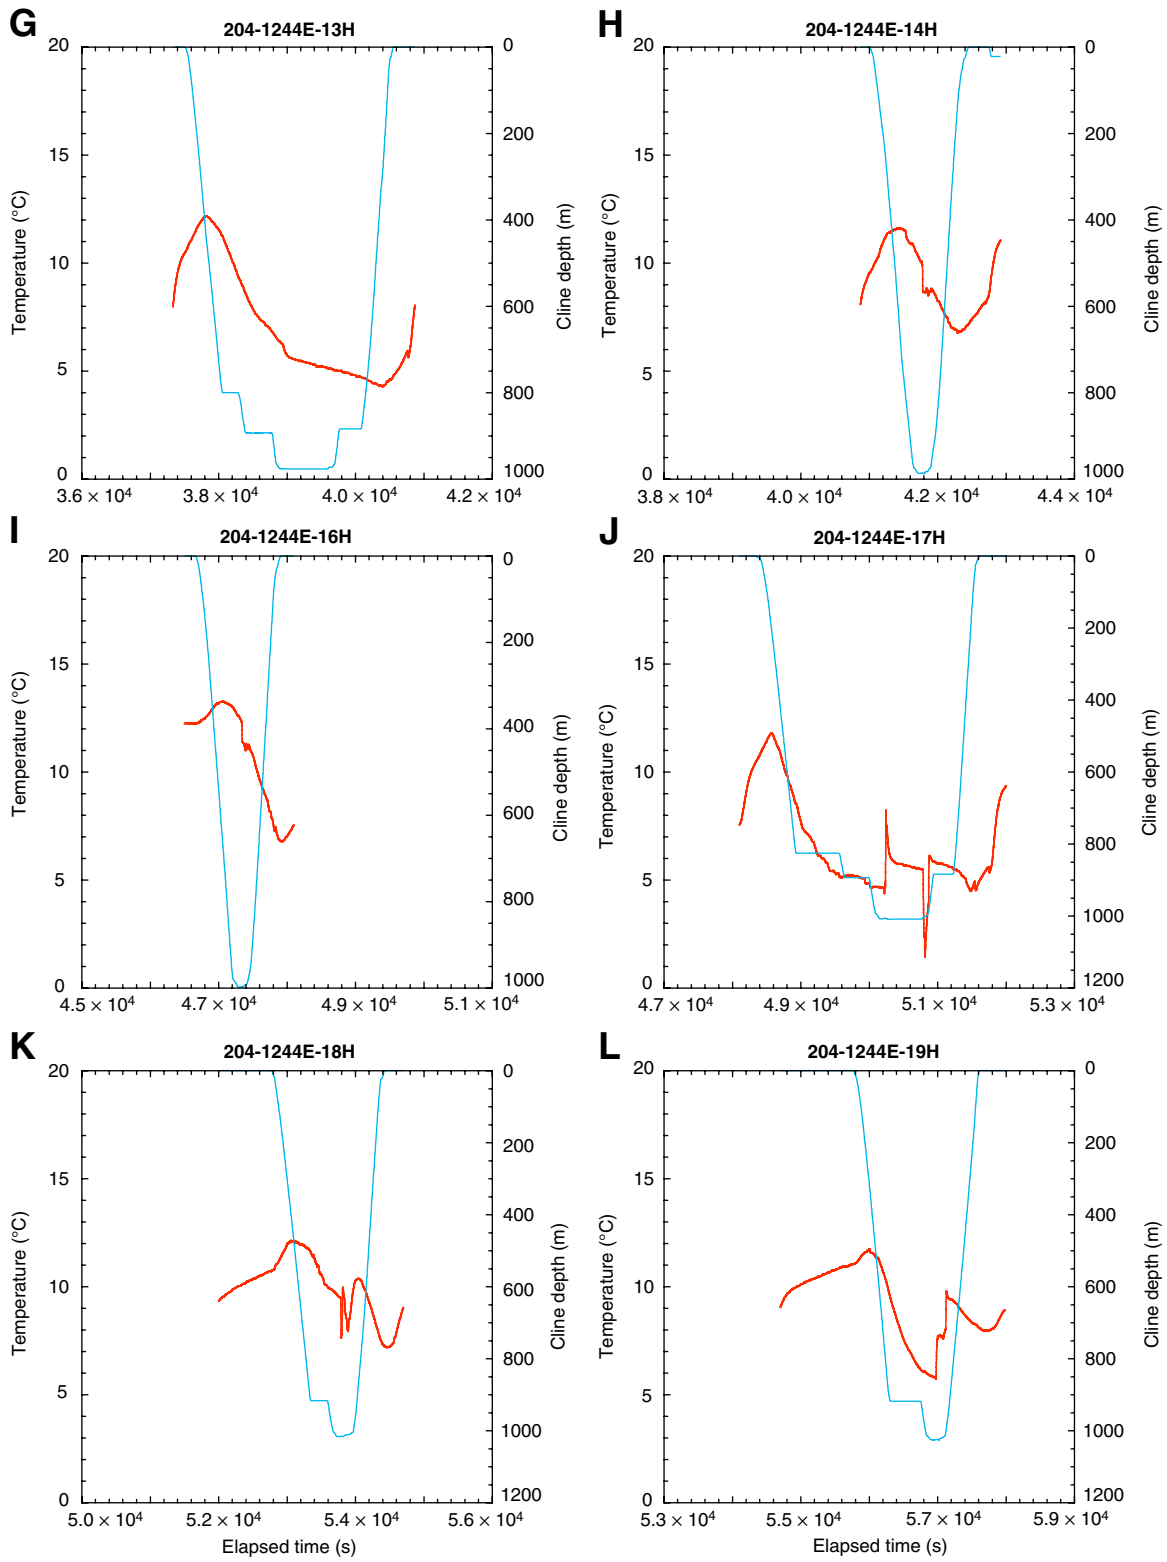 G
204-1244E-13H
20
15
10
5
0
Temperature (°C)
0
200
400
600
800
1000
Cline depth (m)
3.6 × 10⁴
3.8 × 10⁴
4.0 × 10⁴
4.2 × 10⁴
H
204-1244E-14H
20
15
10
5
0
Temperature (°C)
0
200
400
600
800
1000
Cline depth (m)
3.8 × 10⁴
4.0 × 10⁴
4.2 × 10⁴
4.4 × 10⁴
I
204-1244E-16H
20
15
10
5
0
Temperature (°C)
0
200
400
600
800
1000
Cline depth (m)
4.5 × 10⁴
4.7 × 10⁴
4.9 × 10⁴
5.1 × 10⁴
J
204-1244E-17H
20
15
10
5
0
Temperature (°C)
0
200
400
600
800
1000
1200
Cline depth (m)
4.7 × 10⁴
4.9 × 10⁴
5.1 × 10⁴
5.3 × 10⁴
K
204-1244E-18H
20
15
10
5
0
Temperature (°C)
0
200
400
600
800
1000
1200
Cline depth (m)
5.0 × 10⁴
5.2 × 10⁴
5.4 × 10⁴
5.6 × 10⁴
Elapsed time (s)
L
204-1244E-19H
20
15
10
5
0
Temperature (°C)
0
200
400
600
800
1000
1200
Cline depth (m)
5.3 × 10⁴
5.5 × 10⁴
5.7 × 10⁴
5.9 × 10⁴
Elapsed time (s)